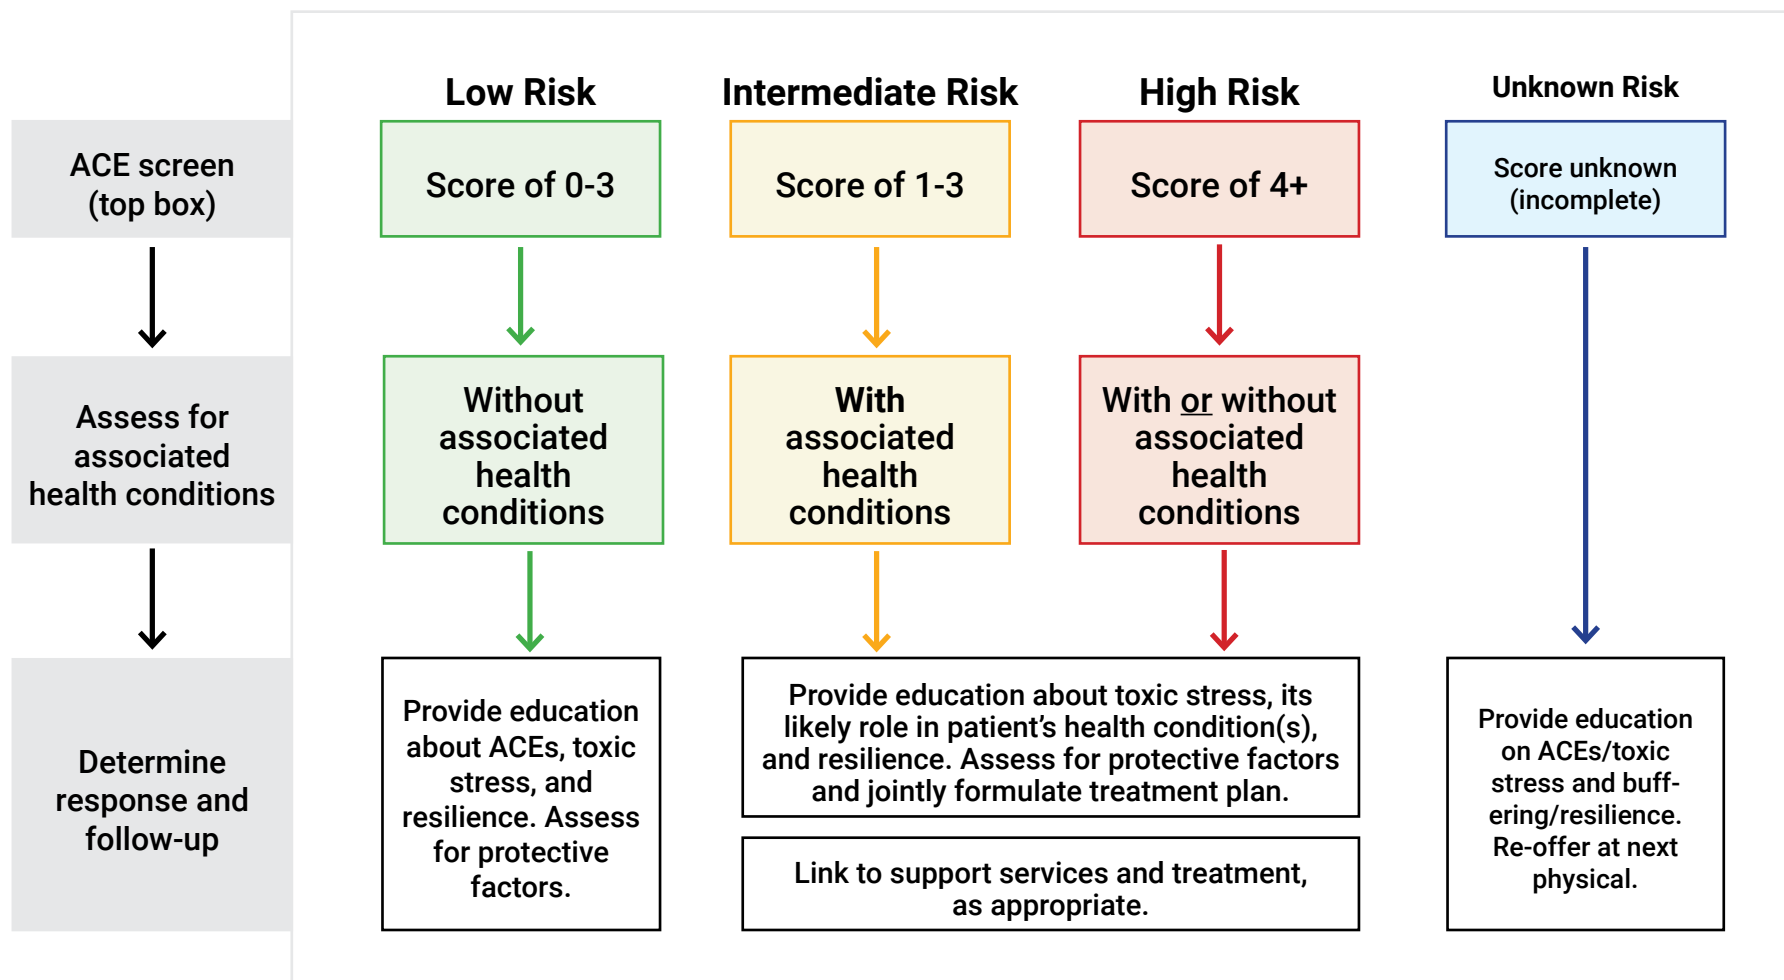 Low Risk
Intermediate Risk
High Risk
Unknown Risk
ACE screen
(top box)
Score of 0-3
Score of 1-3
Score of 4+
Score unknown
(incomplete)
Assess for
associated
health conditions
Without
associated
health
conditions
With
associated
health
conditions
With or without
associated
health
conditions
Determine
response and
follow-up
Provide education
about ACEs, toxic
stress, and
resilience. Assess
for protective
factors.
Provide education about toxic stress, its
likely role in patient’s health condition(s),
and resilience. Assess for protective factors
and jointly formulate treatment plan.
Link to support services and treatment,
as appropriate.
Provide education
on ACEs/toxic
stress and buff-
ering/resilience.
Re-offer at next
physical.